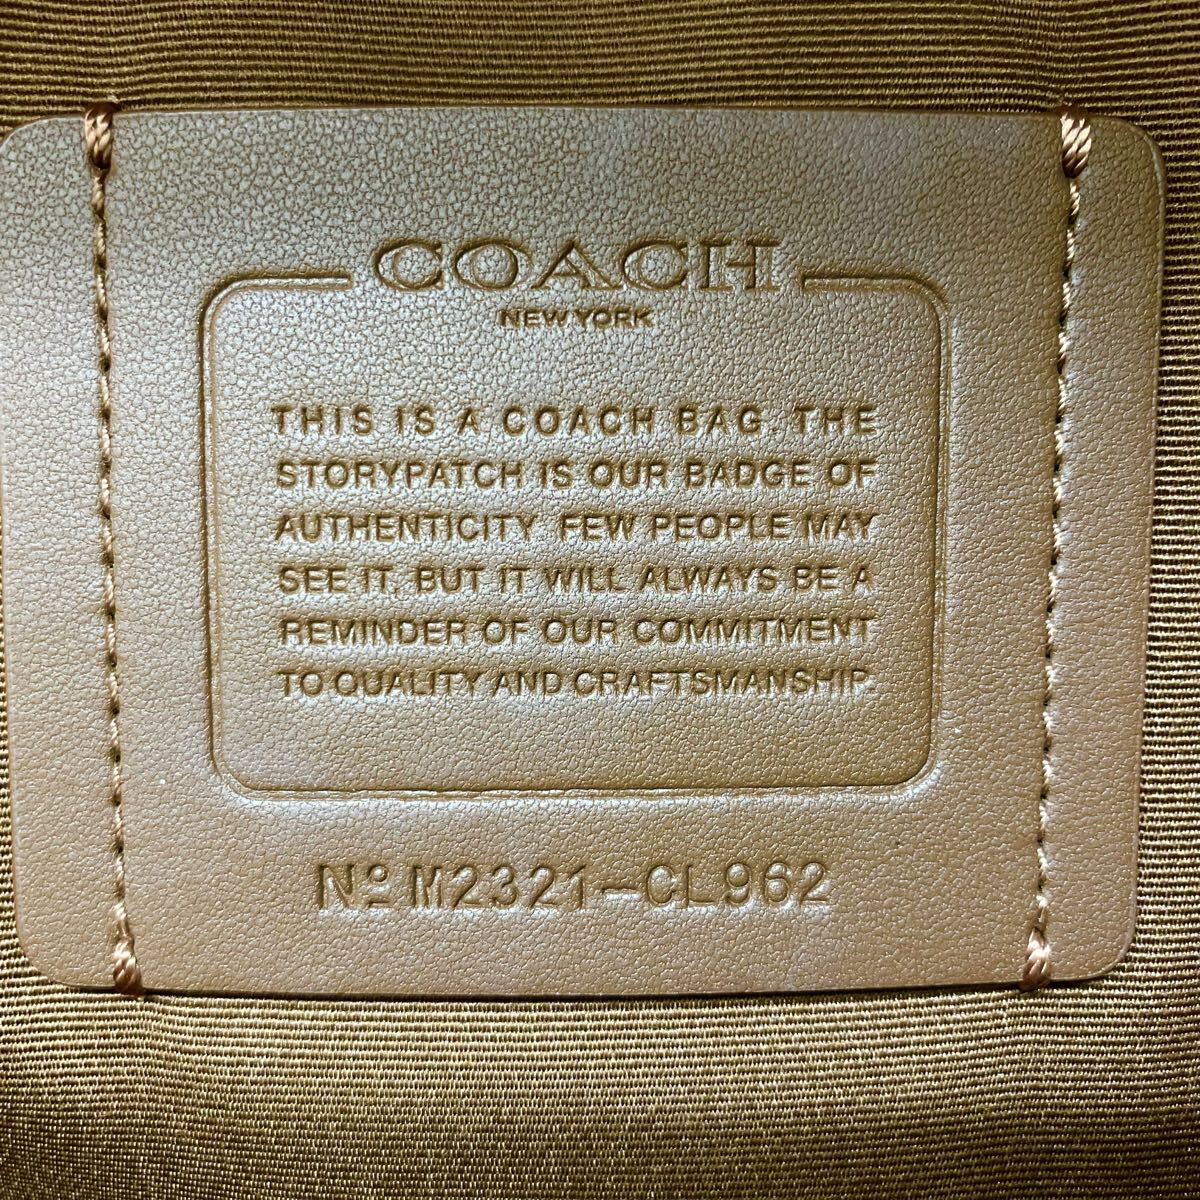 COACH
NEW YORK
THIS IS A COACH BAG. THE
STORYPATCH IS OUR BADGE OF
AUTHENTICITY. FEW PEOPLE MAY
SEE IT, BUT IT WILL ALWAYS BE A
REMINDER OF OUR COMMITMENT
TO QUALITY AND CRAFTSMANSHIP.
Nº M2321-CL962